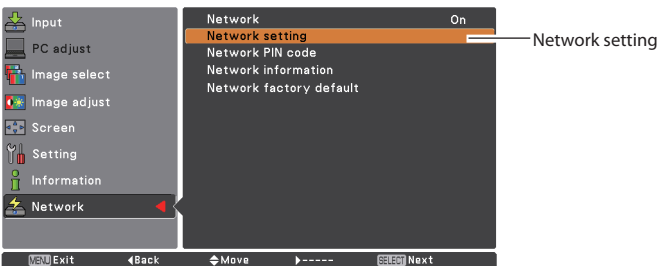 Input
PC adjust
Image select
Image adjust
Screen
Setting
Information
Network
Network On
Network setting
Network PIN code
Network information
Network factory default
Network setting
MENU Exit ◀Back Move ▶----- SELECT Next